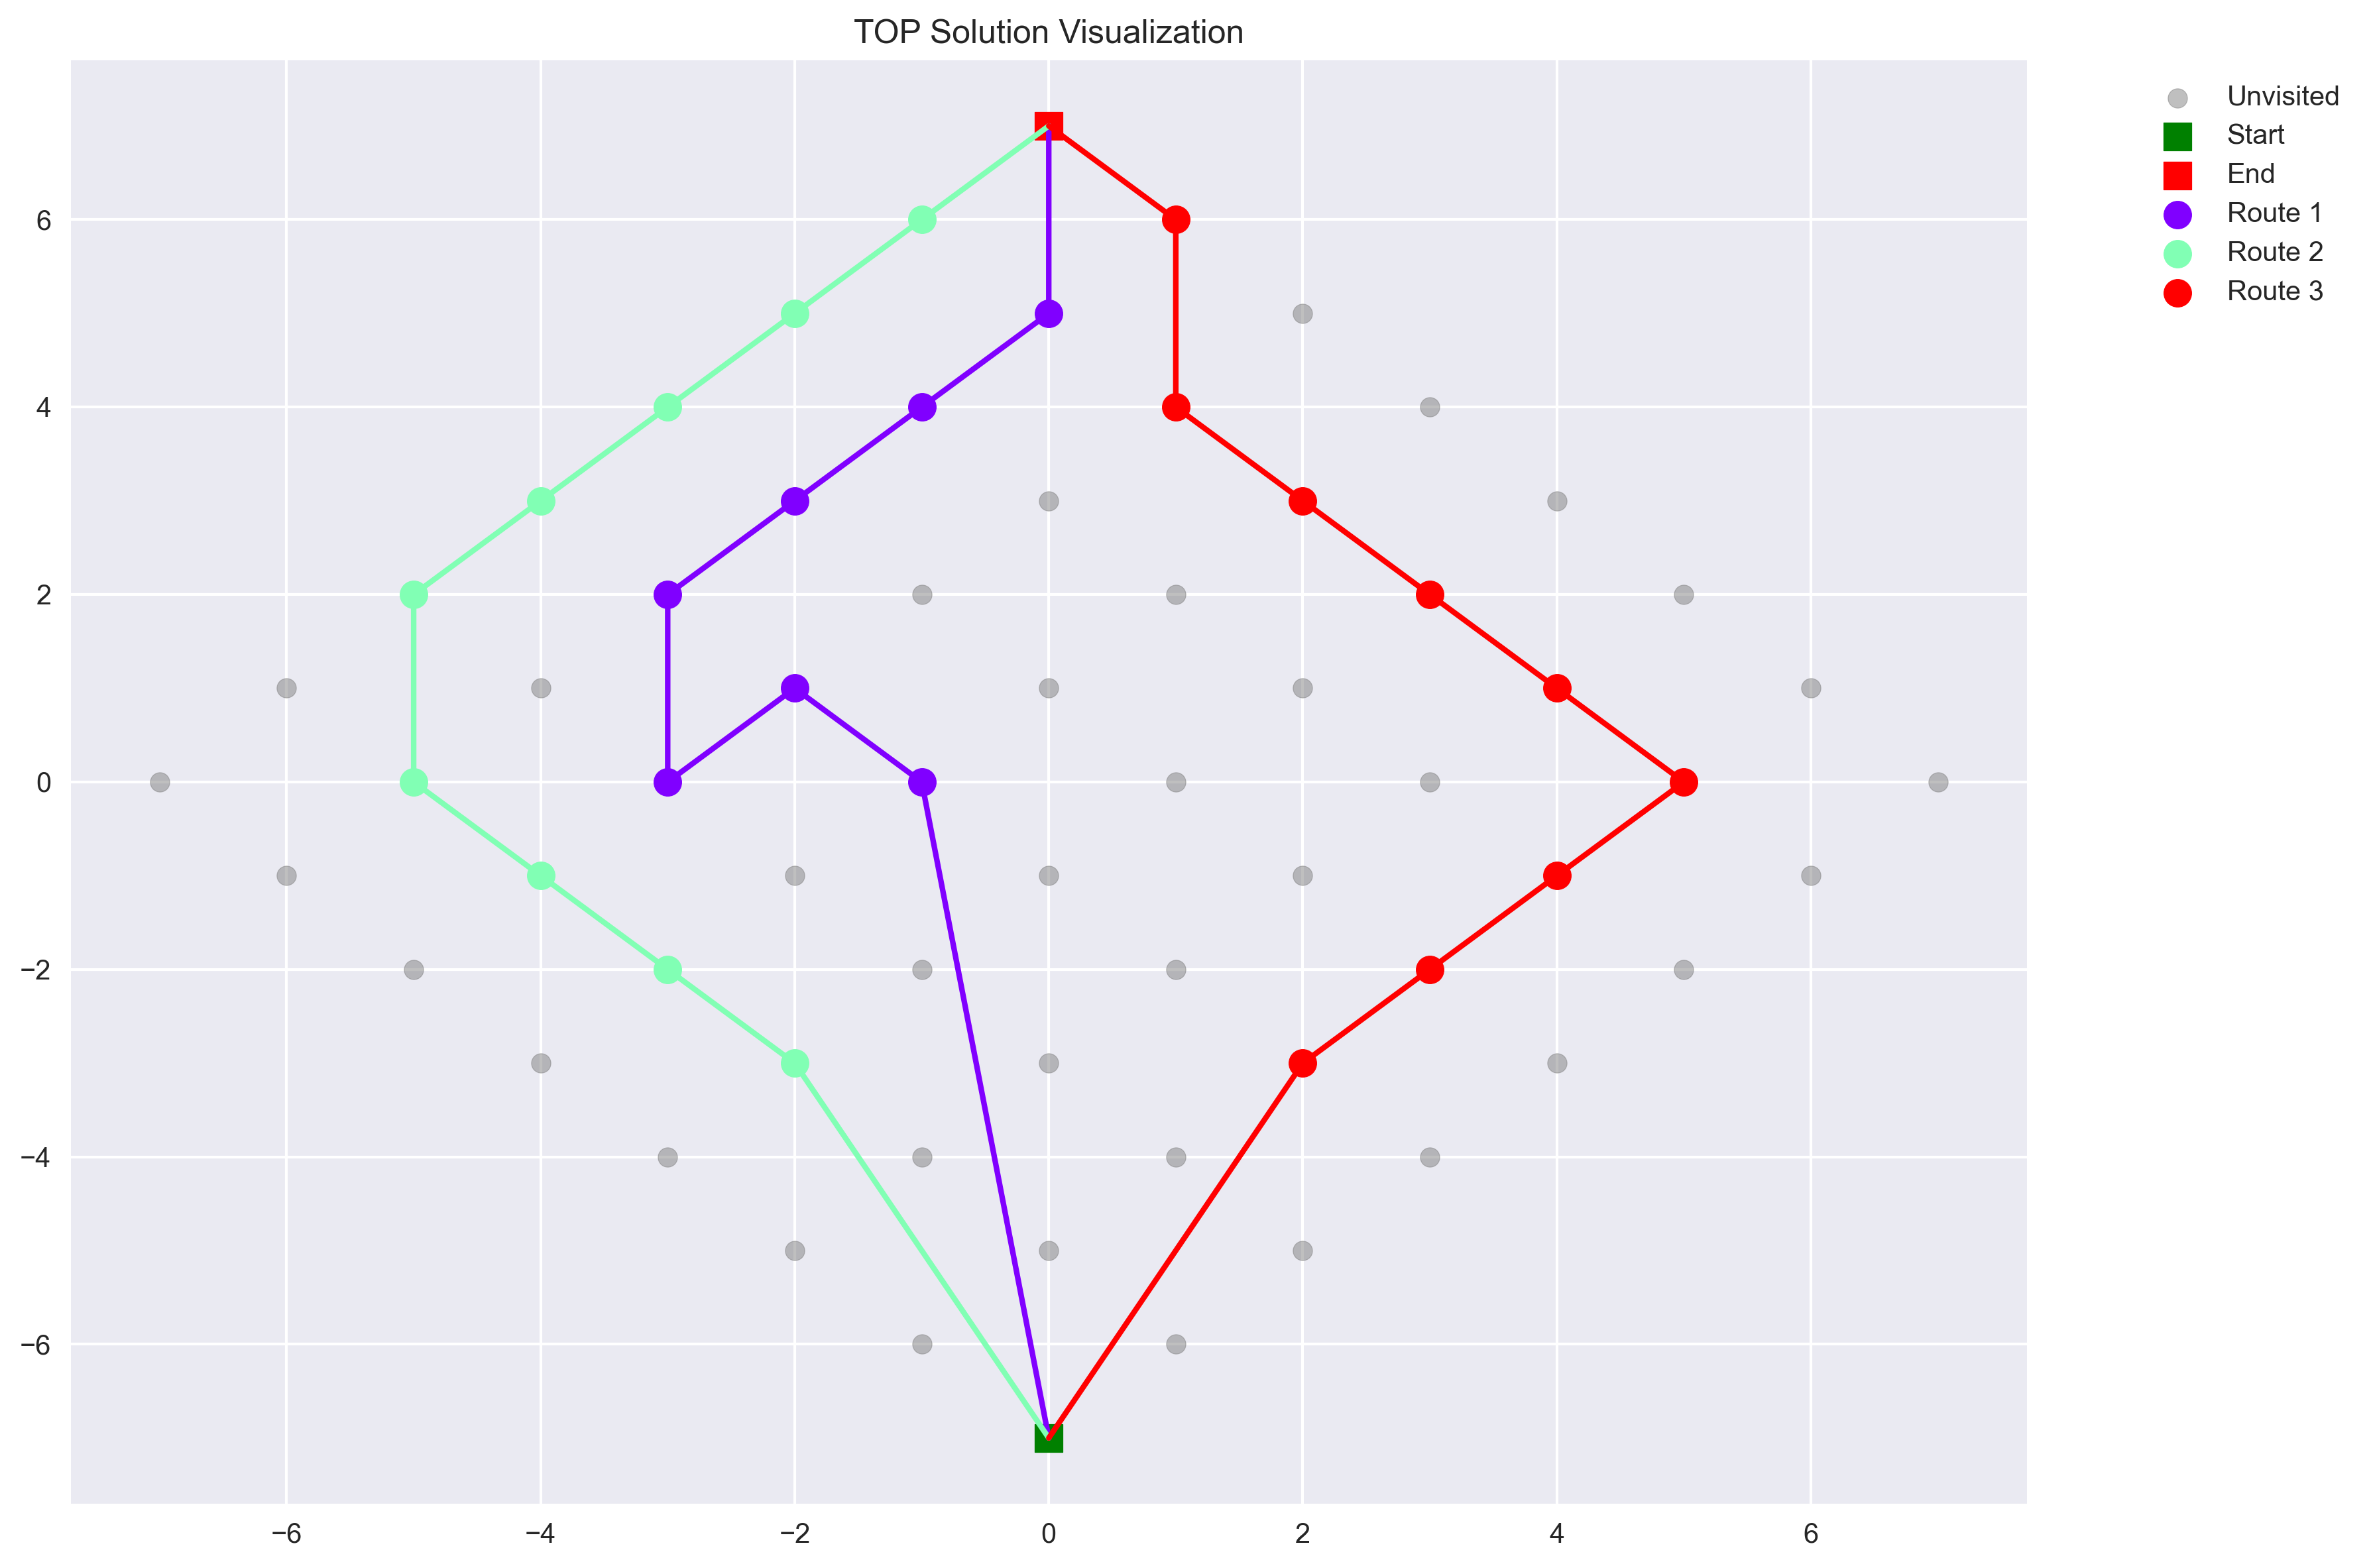 TOP Solution Visualization
Unvisited
Start
End
Route 1
Route 2
Route 3
6
4
2
0
−2
−4
−6
−6 −4 −2 0 2 4 6